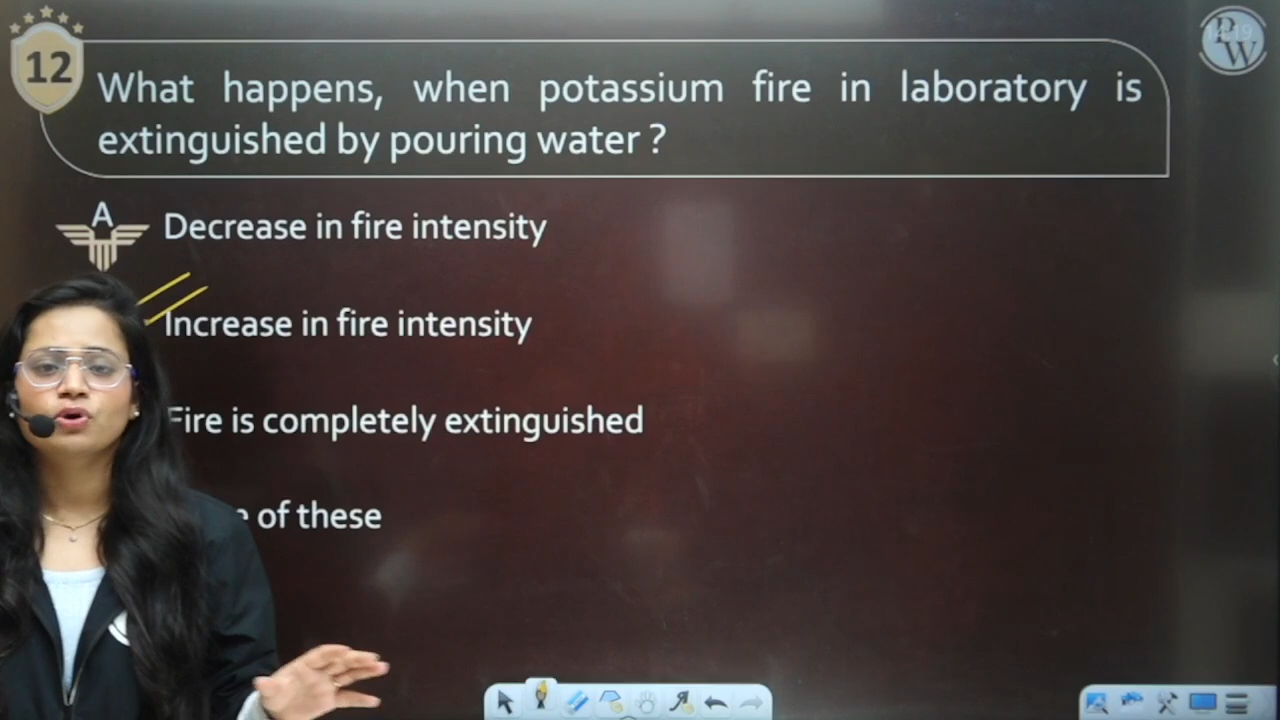 12
What happens, when potassium fire in laboratory is
extinguished by pouring water ?
A Decrease in fire intensity
Increase in fire intensity
Fire is completely extinguished
of these
PW